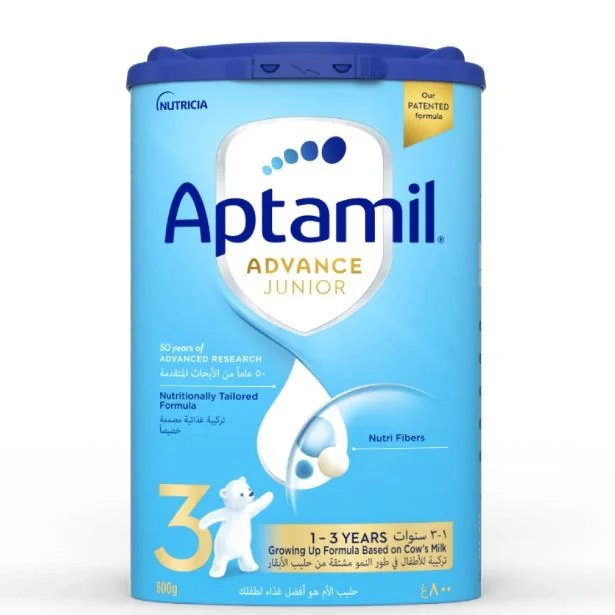 NUTRICIA
Our
PATENTED
formula
Aptamil®
ADVANCE
JUNIOR
50 years of
ADVANCED RESEARCH
٥٠ عاماً من الأبحاث المتقدمة
Nutritionally Tailored
Formula
تركيبة غذائية مصممة
خصيصاً
Nutri Fibers
3
1 – 3 YEARS ١-٣ سنوات
Growing Up Formula Based on Cow's Milk
تركيبة للأطفال في طور النمو مشتقة من حليب الأبقار
800g
حليب الأم هو أفضل غذاء لطفلك
٨٠٠غ